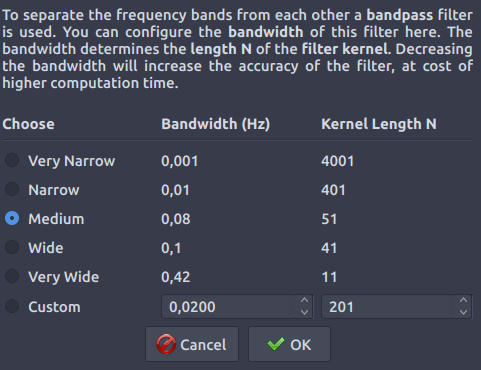 To separate the frequency bands from each other a bandpass filter
is used. You can configure the bandwidth of this filter here. The
bandwidth determines the length N of the filter kernel. Decreasing
the bandwidth will increase the accuracy of the filter, at cost of
higher computation time.
Choose Bandwidth (Hz) Kernel Length N
Very Narrow 0,001 4001
Narrow 0,01 401
Medium 0,08 51
Wide 0,1 41
Very Wide 0,42 11
Custom 0,0200 201
Cancel OK